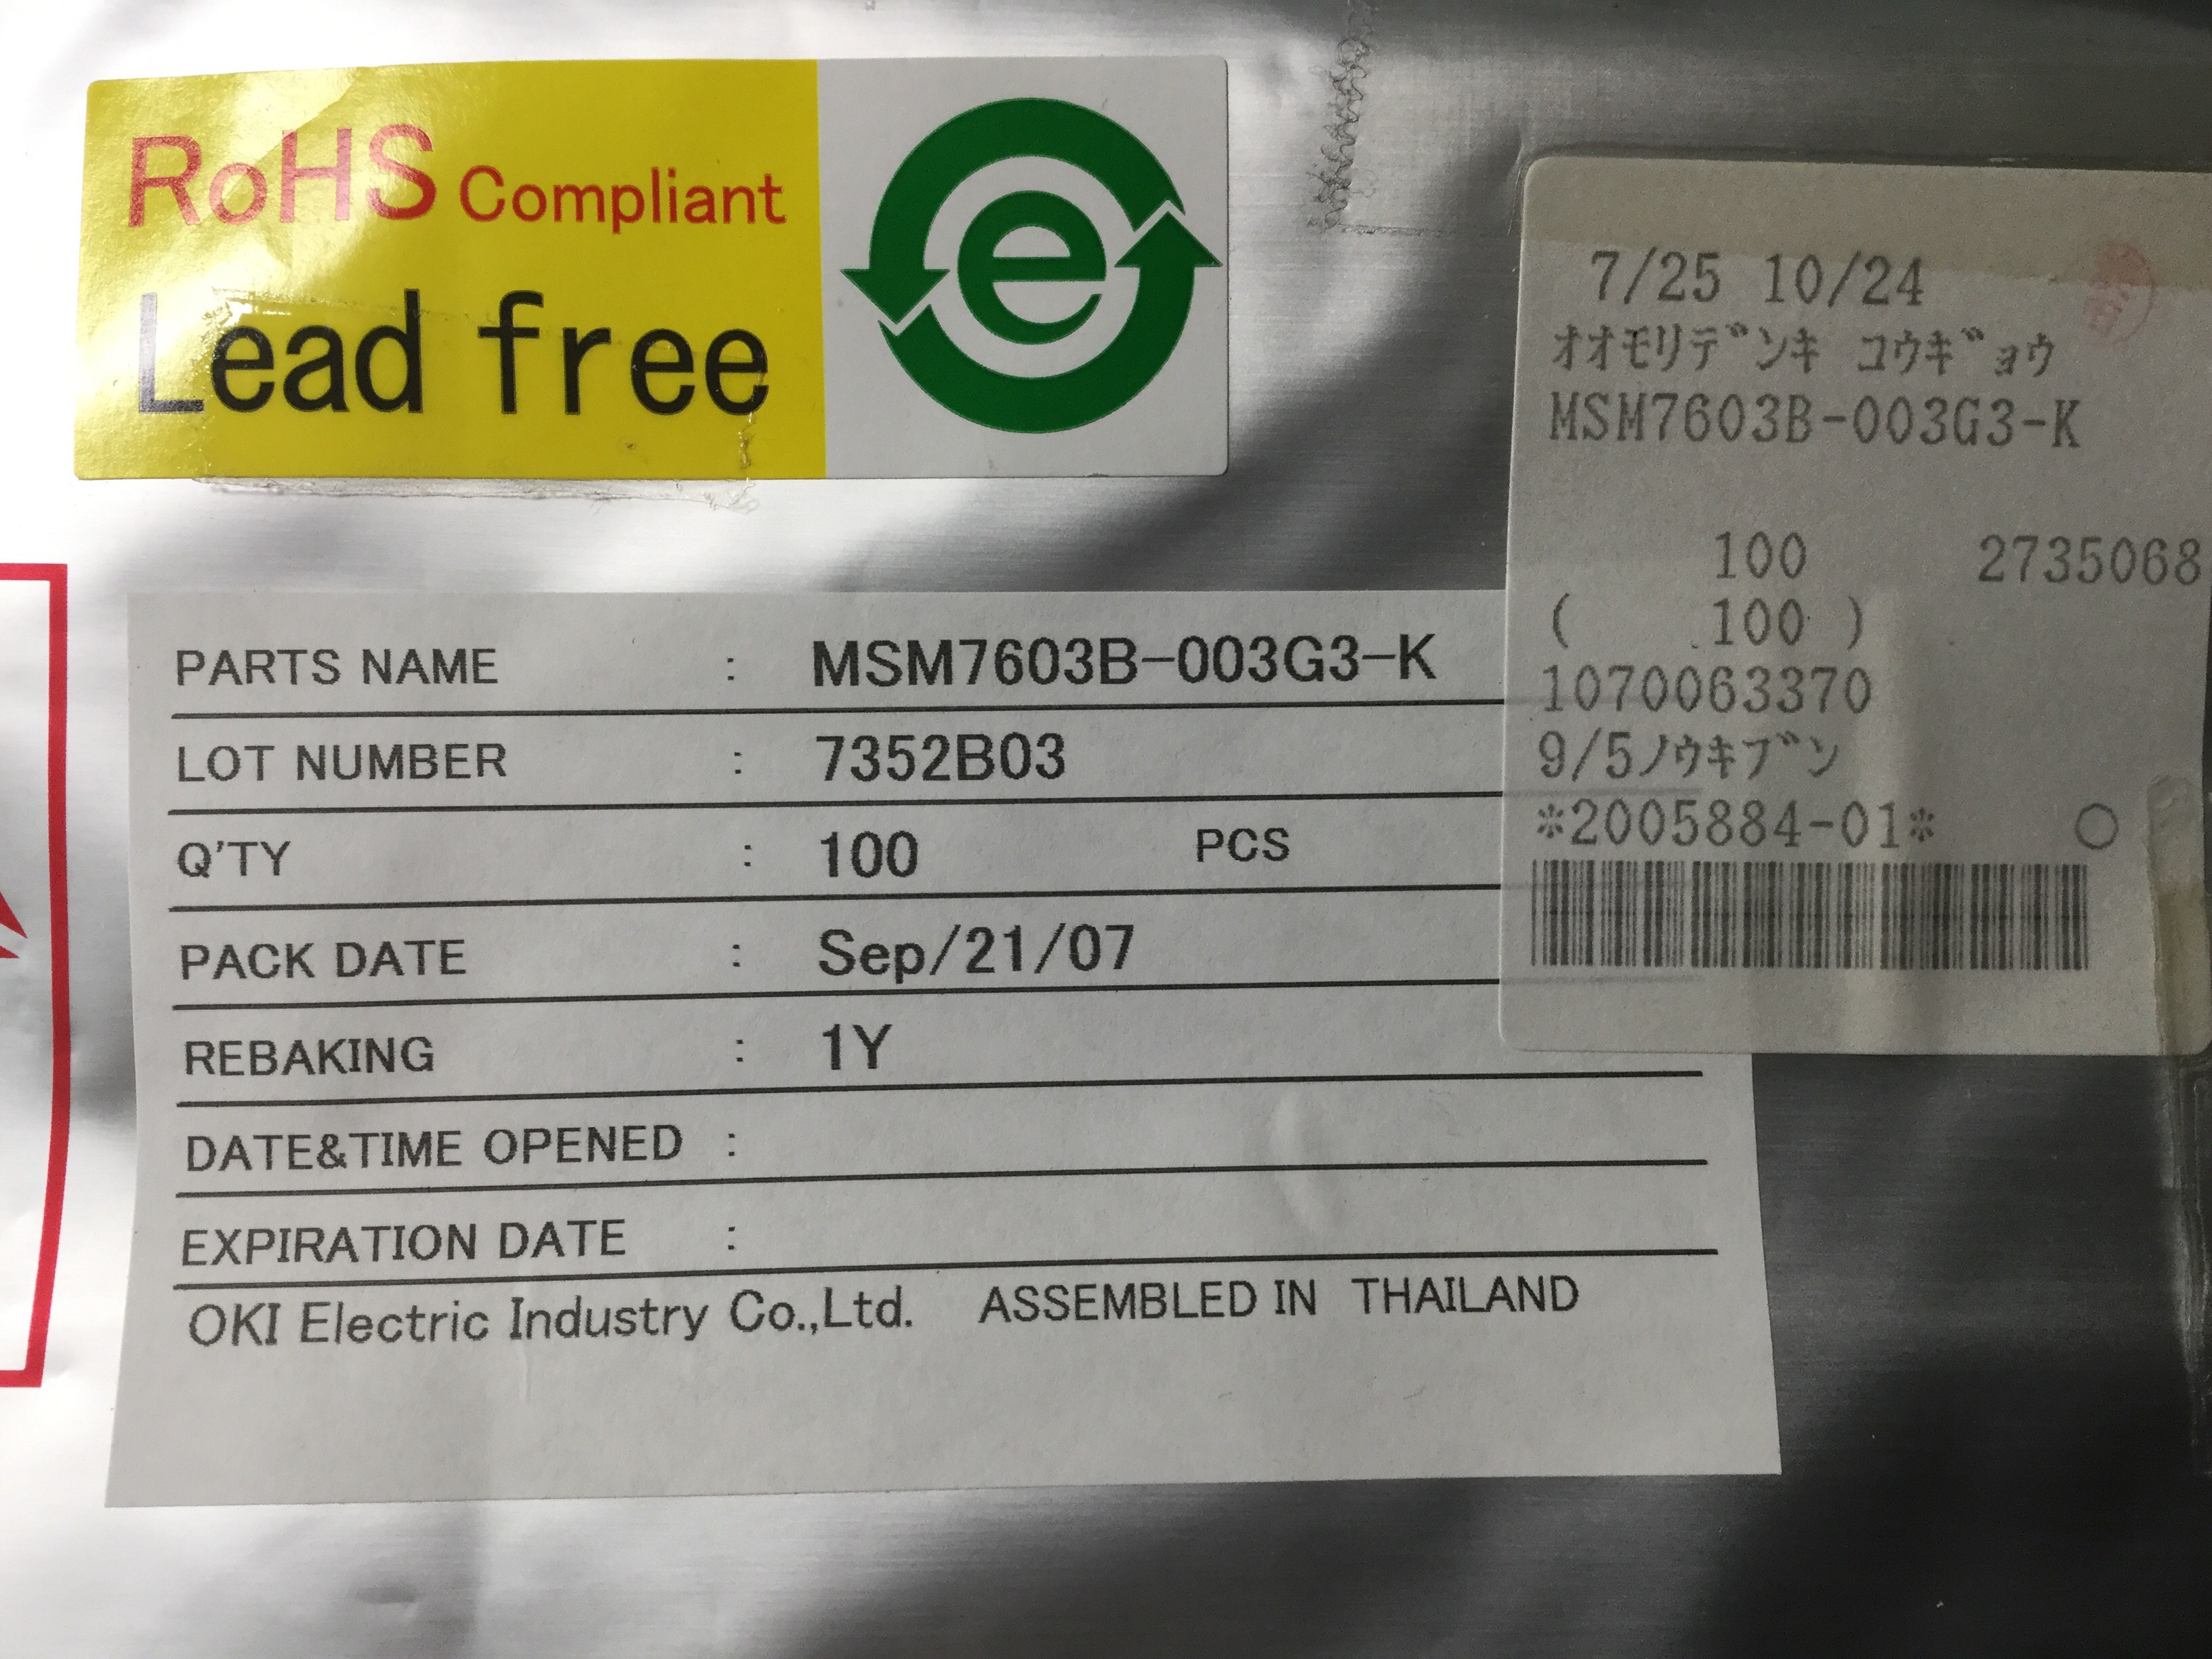 RoHS Compliant
Lead free
e
7/25 10/24
オオモリデンキ コウギョウ
MSM7603B-003G3-K
100 2735068
( 100 )
1070063370
9/5ノウキブン
*2005884-01* ○
PARTS NAME : MSM7603B-003G3-K
LOT NUMBER : 7352B03
Q'TY : 100 PCS
PACK DATE : Sep/21/07
REBAKING : 1Y
DATE&TIME OPENED :
EXPIRATION DATE :
OKI Electric Industry Co.,Ltd. ASSEMBLED IN THAILAND